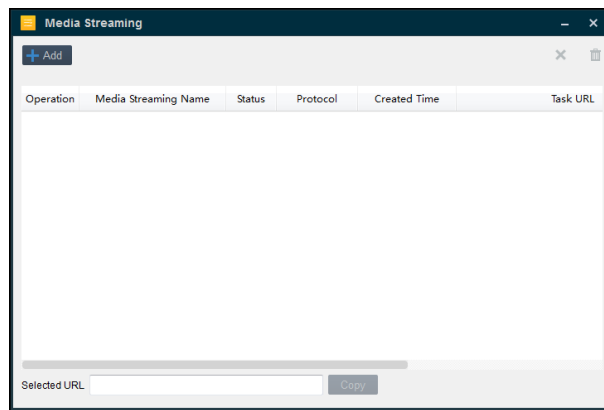 Media Streaming
Add
Operation Media Streaming Name Status Protocol Created Time Task URL
Selected URL Copy